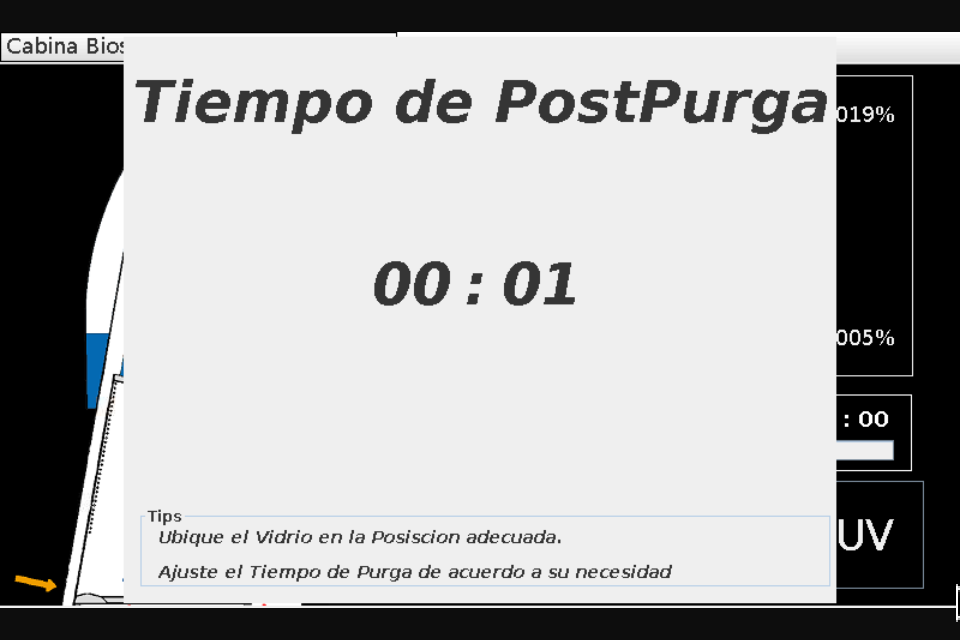 Cabina
Tiempo de PostPurga
019%
00 : 01
005%
: 00
Tips
Ubique el Vidrio en la Posiscion adecuada.
UV
Ajuste el Tiempo de Purga de acuerdo a su necesidad